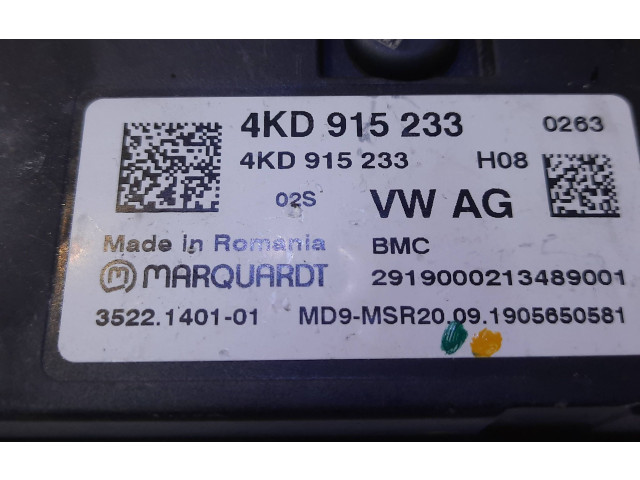 4KD 915 233 0263
4KD 915 233 H08
02S VW AG
Made in Romania BMC
m MARQUARDT 2919000213489001
3522.1401-01 MD9-MSR20.09.1905650581